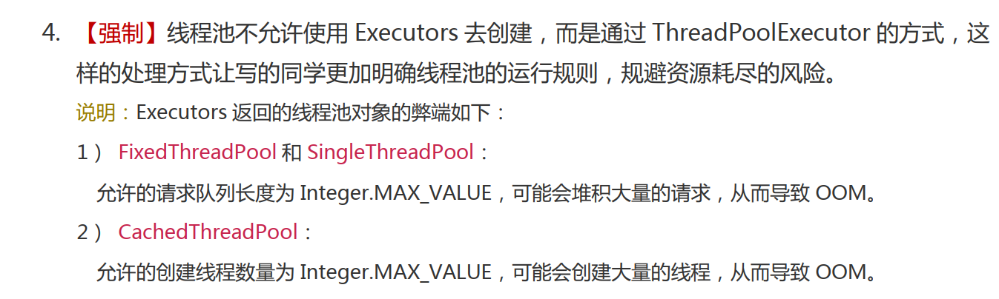 4. 【强制】线程池不允许使用 Executors 去创建，而是通过 ThreadPoolExecutor 的方式，这
样的处理方式让写的同学更加明确线程池的运行规则，规避资源耗尽的风险。
说明：Executors 返回的线程池对象的弊端如下：
1） FixedThreadPool 和 SingleThreadPool：
允许的请求队列长度为 Integer.MAX_VALUE，可能会堆积大量的请求，从而导致 OOM。
2） CachedThreadPool：
允许的创建线程数量为 Integer.MAX_VALUE，可能会创建大量的线程，从而导致 OOM。